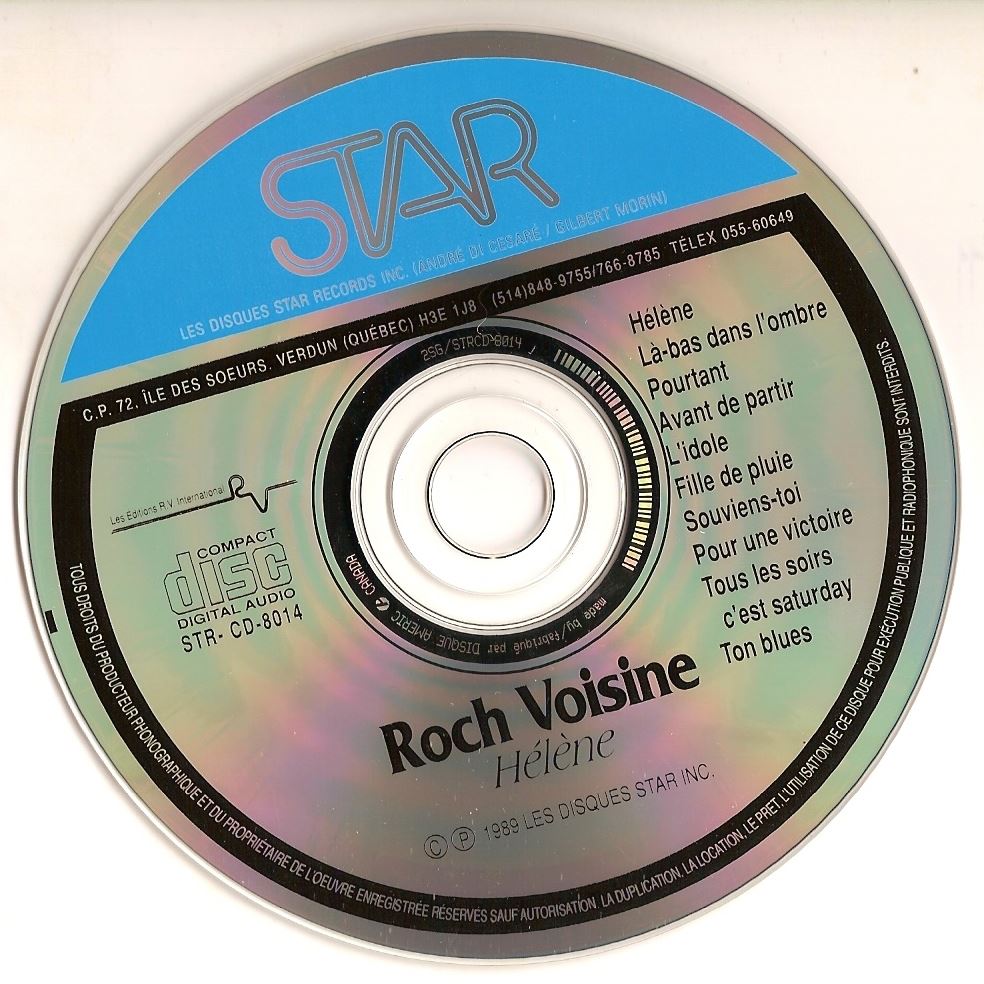 STAR
LES DISQUES STAR RECORDS INC. (ANDRÉ DI CESARÉ / GILBERT MORIN)
C.P. 72, ÎLE DES SOEURS. VERDUN (QUÉBEC) H3E 1J8 (514)848-9755/766-8785 TÉLEX 055-60649
2SG/STRCD-8014
Hélène
Là-bas dans l'ombre
Pourtant
Avant de partir
L'idole
Fille de pluie
Souviens-toi
Pour une victoire
Tous les soirs
c'est saturday
Ton blues
Les Editions R.V. International RV
COMPACT
disc
DIGITAL AUDIO
STR- CD-8014
made by/fabriqué par DISQUE AMERIC CANADA
Roch Voisine
Hélène
© ℗ 1989 LES DISQUES STAR INC.
TOUS DROITS DU PRODUCTEUR PHONOGRAPHIQUE ET DU PROPRIÉTAIRE DE L'OEUVRE ENREGISTRÉE RÉSERVÉS SAUF AUTORISATION. LA DUPLICATION, LA LOCATION, LE PRET, L'UTILISATION DE CE DISQUE POUR EXÉCUTION PUBLIQUE ET RADIOPHONIQUE SONT INTERDITS.